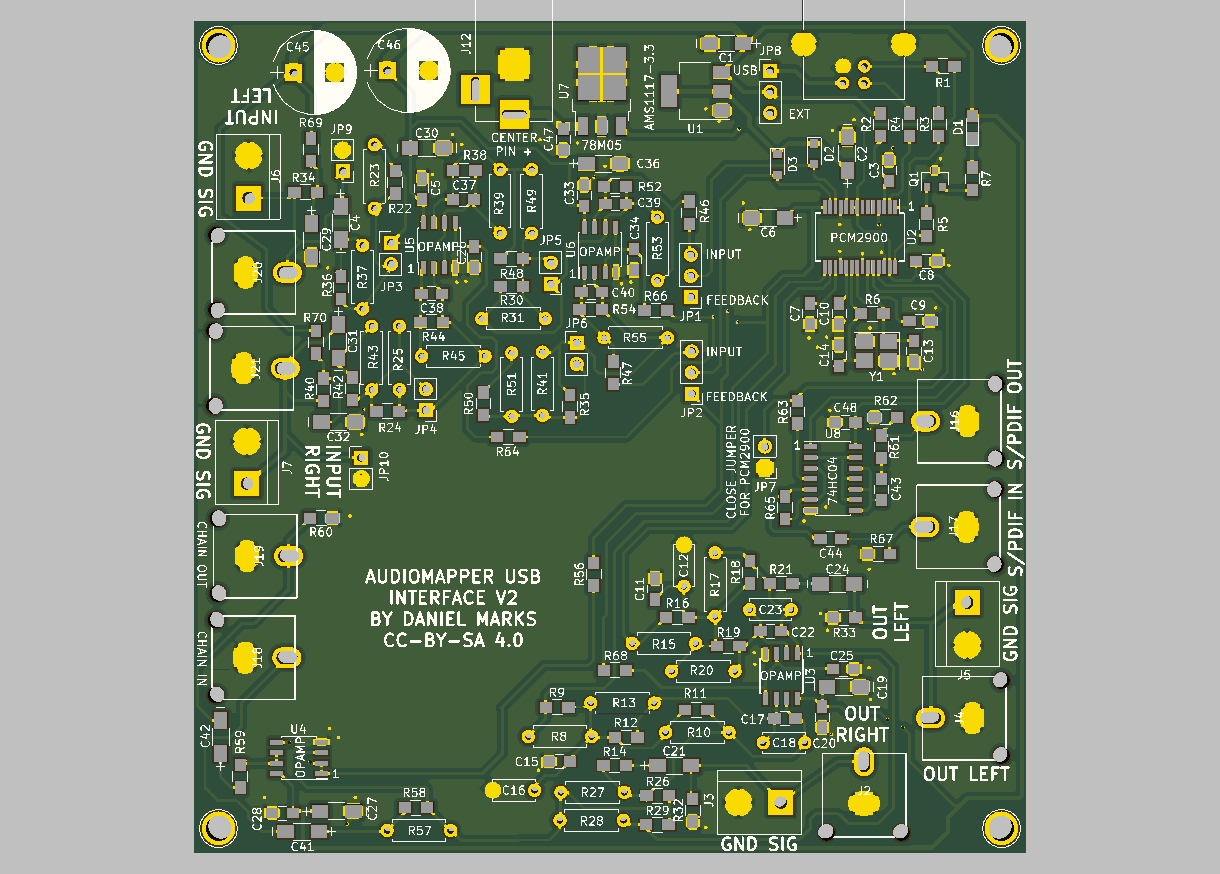 C45
C46
J12
U7
AMS1117-3.3
C1
JP8
USB
EXT
U1
R1
INPUT
LEFT
R69
JP9
C30
R38
CENTER
PIN +
C47
78M05
C36
R2
R4
R3
D1
GND SIG
J6
R34
R23
R22
C5
C37
R39
R49
C33
R52
C39
R46
D3
D2
C2
C3
Q1
R7
C4
C29
U5
OPAMP
1
JP3
JP5
U6
OPAMP
1
C34
R53
INPUT
FEEDBACK
JP1
C6
PCM2900
1
U2
R5
C8
J20
R36
R37
R48
R30
C38
C40
R54
R66
R44
R31
JP6
R55
C7
C10
R6
C9
C14
C13
Y1
R70
C31
R43
R25
R45
J21
R40
R42
R51
R41
R47
INPUT
FEEDBACK
JP2
R50
R35
C32
R24
JP4
R64
R63
C48
R62
U8
1
74HC04
R61
C43
J16
S/PDIF OUT
GND SIG
J7
INPUT
RIGHT
JP10
CLOSE JUMPER
FOR PCM2900
JP7
R65
C44
R67
J17
S/PDIF IN
R60
CHAIN OUT
J19
AUDIOMAPPER USB
INTERFACE V2
BY DANIEL MARKS
CC-BY-SA 4.0
R56
C11
C12
R17
R18
R21
C24
R16
C23
R33
OUT
LEFT
GND SIG
J5
CHAIN IN
J18
R15
R19
C22
R68
R20
OPAMP
1
U3
C25
C19
R9
R13
R11
C17
C20
R12
R8
R10
C18
OUT
RIGHT
J4
OUT LEFT
C42
R59
U4
OPAMP
1
C15
R14
C21
C16
R27
R26
R28
R29
R32
J3
GND SIG
J2
C28
C27
C41
R58
R57